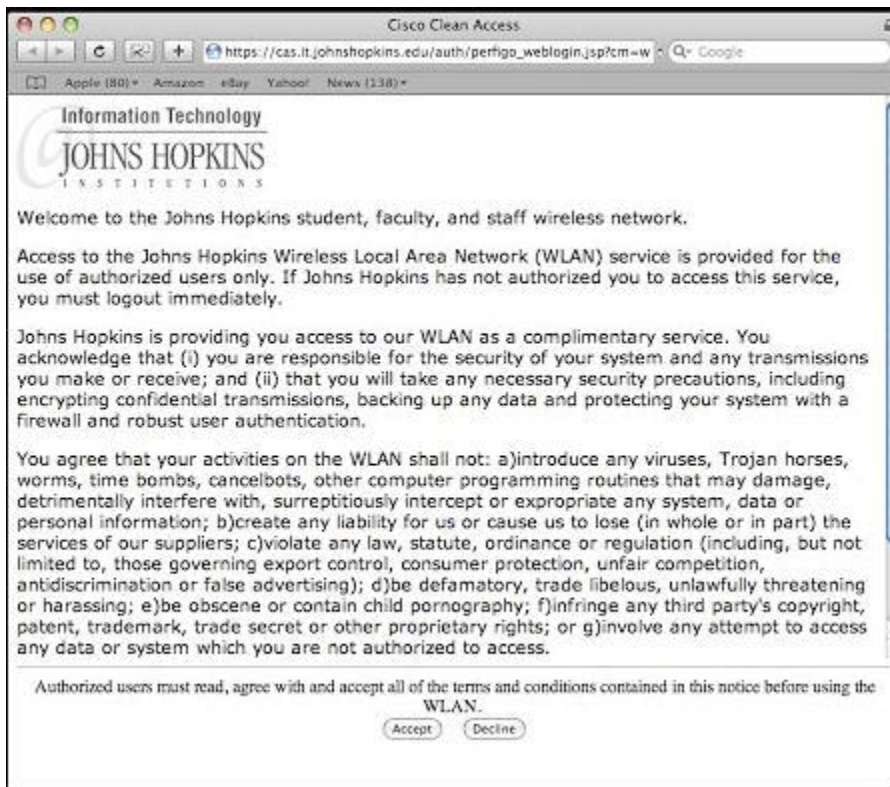 Cisco Clean Access
https://cas.it.johnshopkins.edu/auth/perfigo_weblogin.jsp?cm=w
Google
Apple (80)
Amazon
eBay
Yahoo!
News (138)
Information Technology
JOHNS HOPKINS
INSTITUTIONS
Welcome to the Johns Hopkins student, faculty, and staff wireless network.
Access to the Johns Hopkins Wireless Local Area Network (WLAN) service is provided for the
use of authorized users only. If Johns Hopkins has not authorized you to access this service,
you must logout immediately.
Johns Hopkins is providing you access to our WLAN as a complimentary service. You
acknowledge that (i) you are responsible for the security of your system and any transmissions
you make or receive; and (ii) that you will take any necessary security precautions, including
encrypting confidential transmissions, backing up any data and protecting your system with a
firewall and robust user authentication.
You agree that your activities on the WLAN shall not: a)introduce any viruses, Trojan horses,
worms, time bombs, cancelbots, other computer programming routines that may damage,
detrimentally interfere with, surreptitiously intercept or expropriate any system, data or
personal information; b)create any liability for us or cause us to lose (in whole or in part) the
services of our suppliers; c)violate any law, statute, ordinance or regulation (including, but not
limited to, those governing export control, consumer protection, unfair competition,
antidiscrimination or false advertising); d)be defamatory, trade libelous, unlawfully threatening
or harassing; e)be obscene or contain child pornography; f)infringe any third party's copyright,
patent, trademark, trade secret or other proprietary rights; or g)involve any attempt to access
any data or system which you are not authorized to access.
Authorized users must read, agree with and accept all of the terms and conditions contained in this notice before using the
WLAN.
Accept
Decline